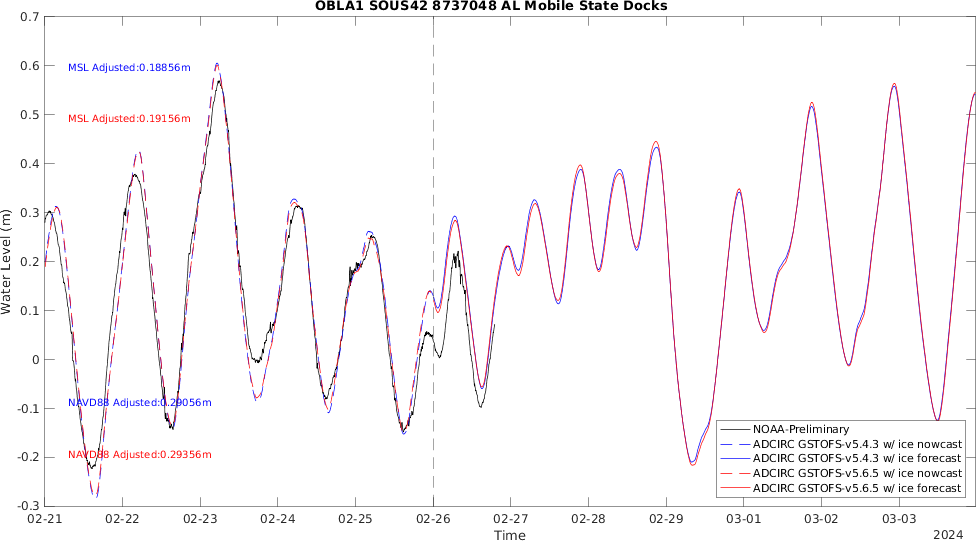 OBLA1 SOUS42 8737048 AL Mobile State Docks
0.7
0.6
0.5
0.4
0.3
0.2
0.1
0
-0.1
-0.2
-0.3
Water Level (m)
MSL Adjusted:0.18856m
MSL Adjusted:0.19156m
NAVD88 Adjusted:0.29056m
NAVD88 Adjusted:0.29356m
NOAA-Preliminary
ADCIRC GSTOFS-v5.4.3 w/ ice nowcast
ADCIRC GSTOFS-v5.4.3 w/ ice forecast
ADCIRC GSTOFS-v5.6.5 w/ ice nowcast
ADCIRC GSTOFS-v5.6.5 w/ ice forecast
02-21 02-22 02-23 02-24 02-25 02-26 02-27 02-28 02-29 03-01 03-02 03-03
Time
2024